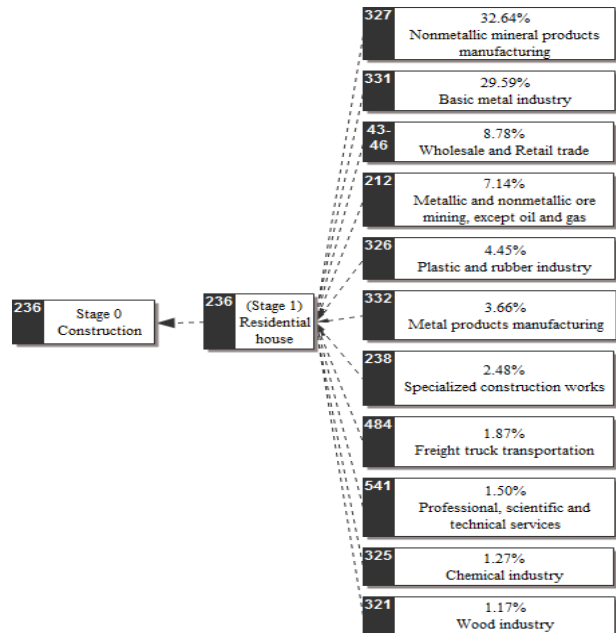 327
32.64%
Nonmetallic mineral products
manufacturing
331
29.59%
Basic metal industry
43-
46
8.78%
Wholesale and Retail trade
212
7.14%
Metallic and nonmetallic ore
mining, except oil and gas
326
4.45%
Plastic and rubber industry
236
Stage 0
Construction
236
(Stage 1)
Residential
house
332
3.66%
Metal products manufacturing
238
2.48%
Specialized construction works
484
1.87%
Freight truck transportation
541
1.50%
Professional, scientific and
technical services
325
1.27%
Chemical industry
321
1.17%
Wood industry